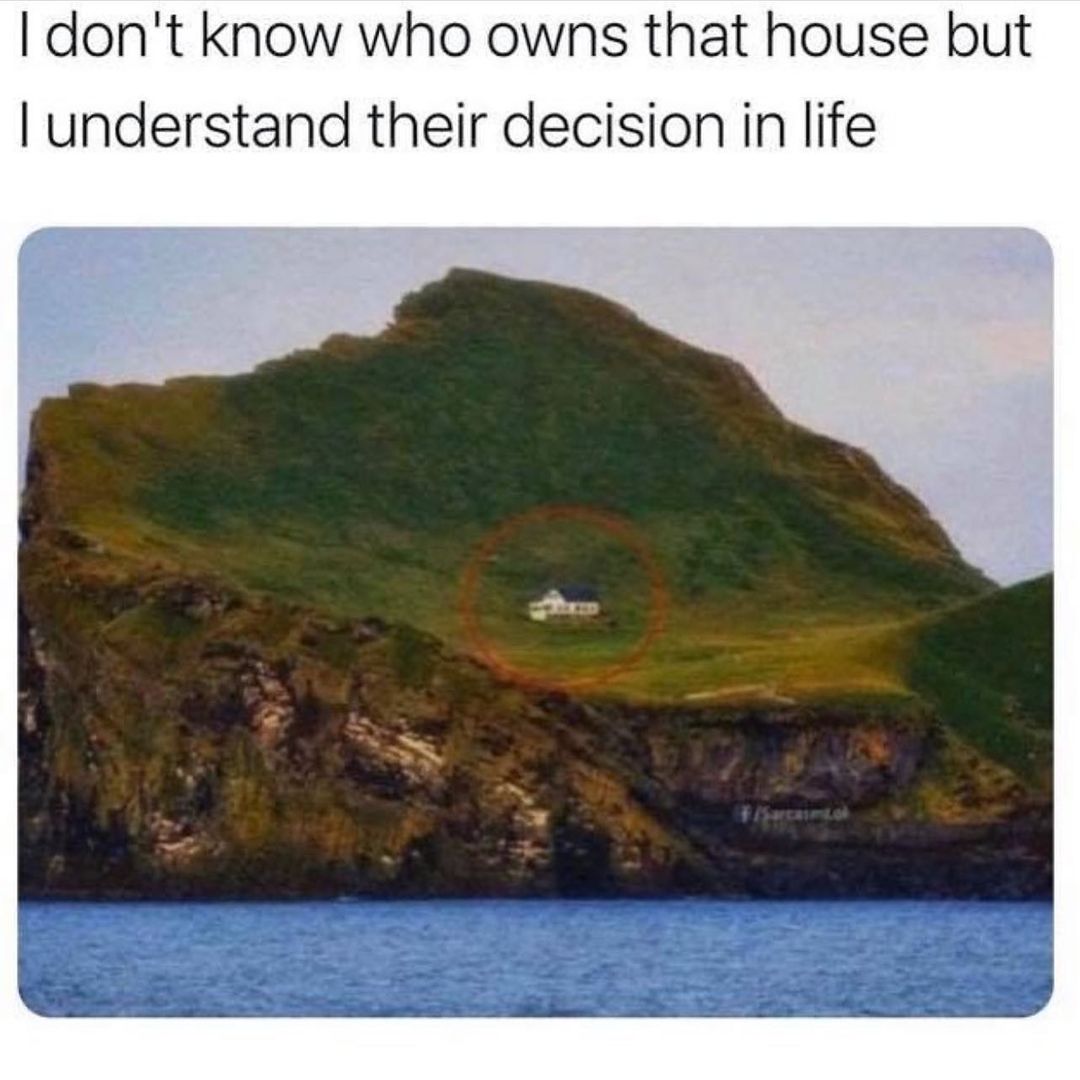 I don't know who owns that house but
I understand their decision in life